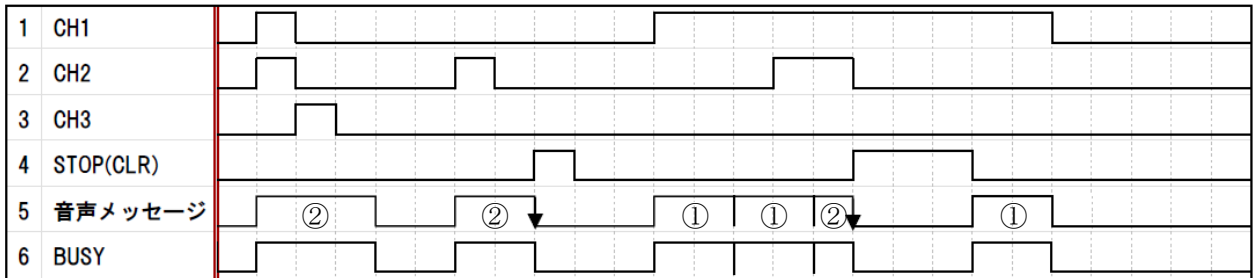 1 CH1
2 CH2
3 CH3
4 STOP(CLR)
5 音声メッセージ ② ② ① ① ② ①
6 BUSY